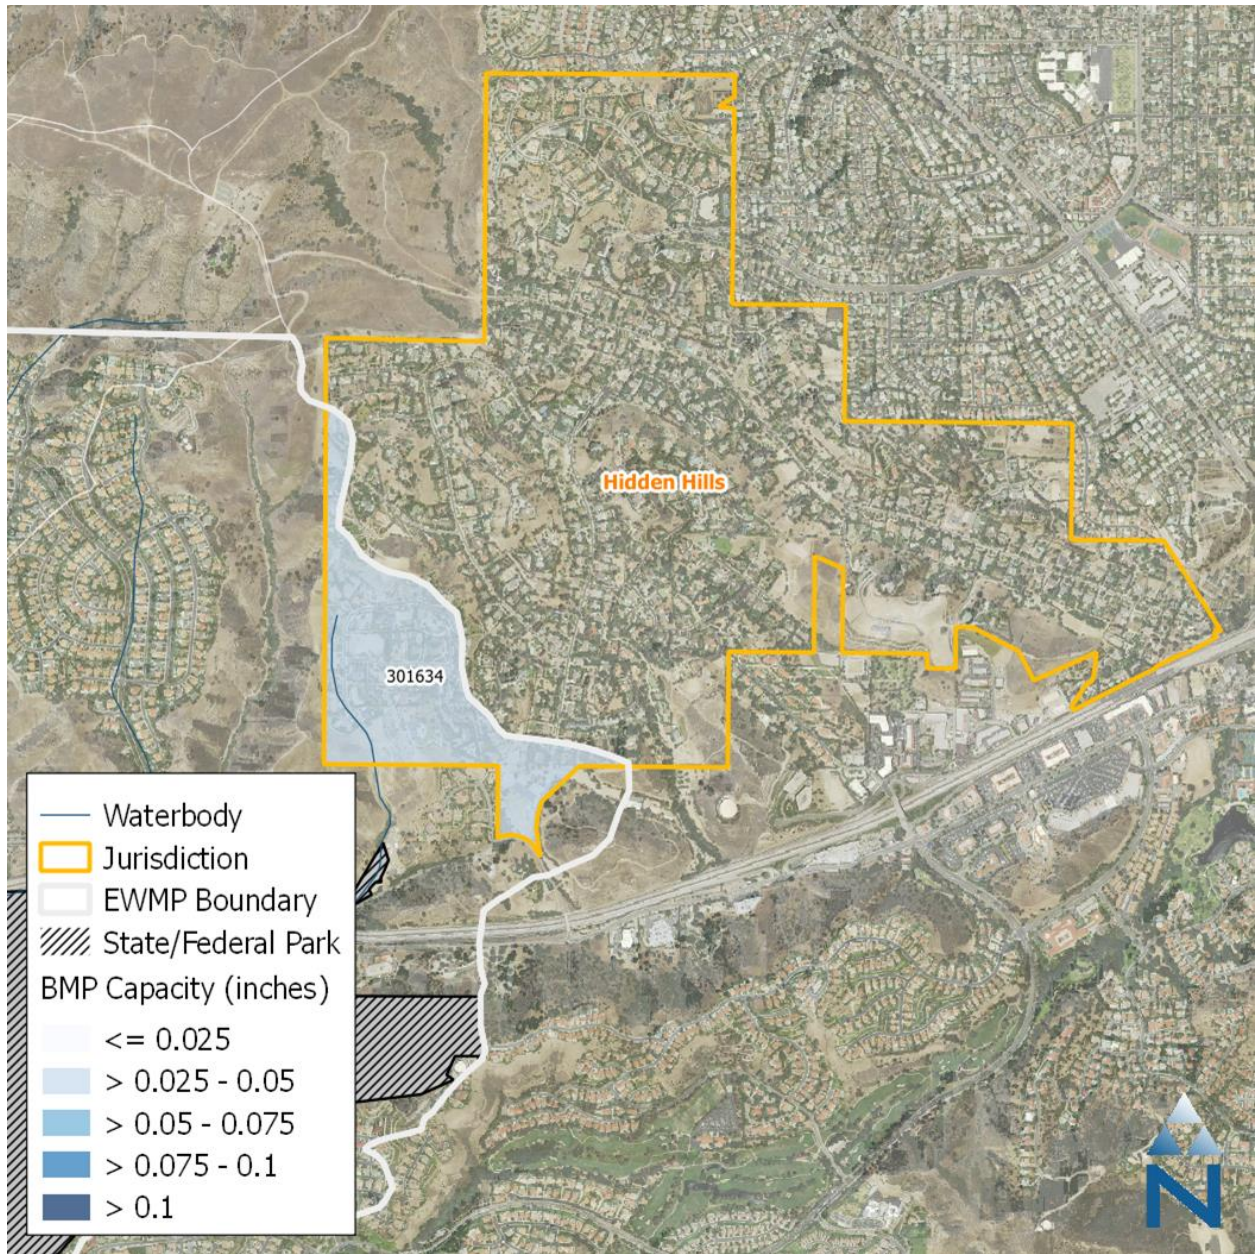 Hidden Hills
301634
Waterbody
Jurisdiction
EWMP Boundary
State/Federal Park
BMP Capacity (inches)
<= 0.025
> 0.025 - 0.05
> 0.05 - 0.075
> 0.075 - 0.1
> 0.1
N